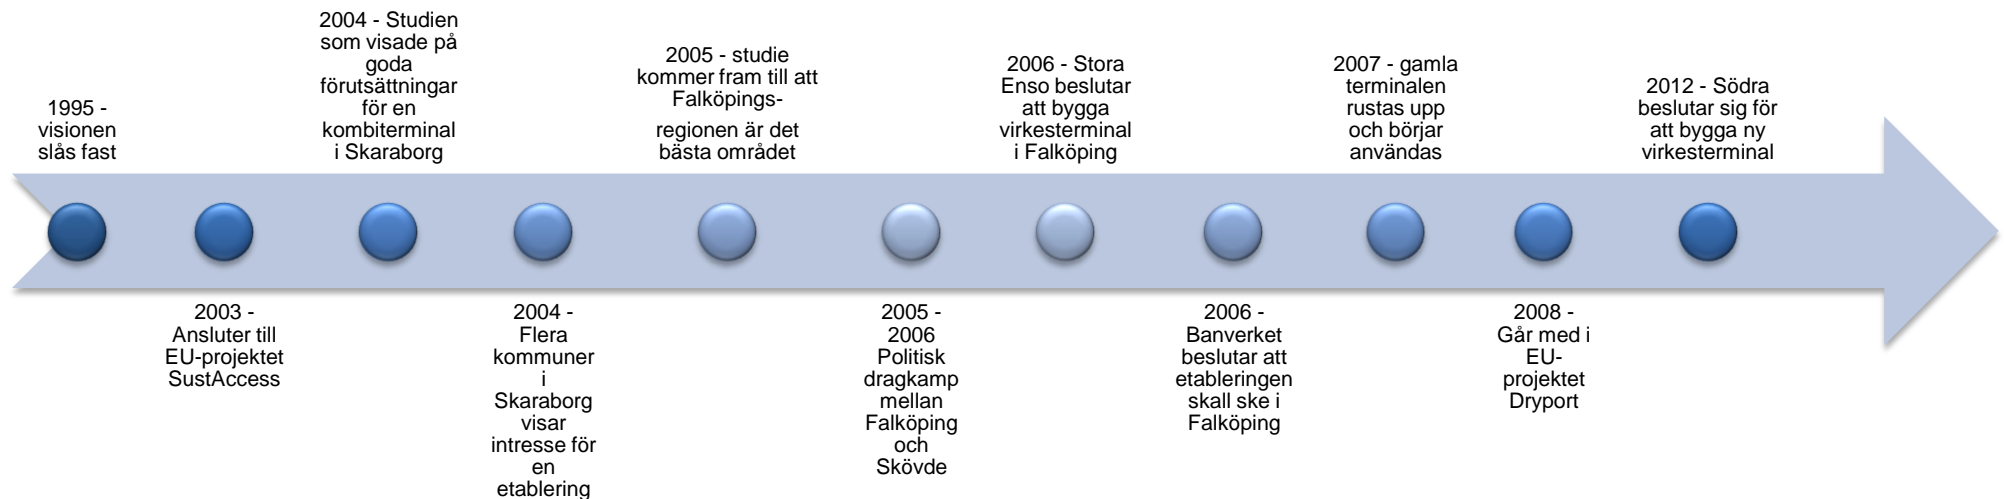 1995 -
visionen
slås fast
2003 -
Ansluter till
EU-projektet
SustAccess
2004 - Studien
som visade på
goda
förutsättningar
för en
kombiterminal
i Skaraborg
2004 -
Flera
kommuner
i
Skaraborg
visar
intresse för
en
etablering
2005 - studie
kommer fram till att
Falköpings-
regionen är det
bästa området
2005 -
2006
Politisk
dragkamp
mellan
Falköping
och
Skövde
2006 - Stora
Enso beslutar
att bygga
virkesterminal
i Falköping
2006 -
Banverket
beslutar att
etableringen
skall ske i
Falköping
2007 - gamla
terminalen
rustas upp
och börjar
användas
2008 -
Går med i
EU-
projektet
Dryport
2012 - Södra
beslutar sig för
att bygga ny
virkesterminal